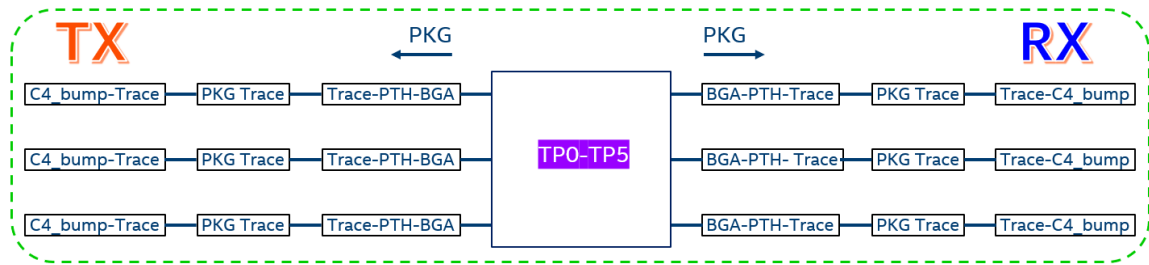 TX PKG PKG RX
C4_bump-Trace PKG Trace Trace-PTH-BGA BGA-PTH-Trace PKG Trace Trace-C4_bump
TP0-TP5
C4_bump-Trace PKG Trace Trace-PTH-BGA BGA-PTH- Trace PKG Trace Trace-C4_bump
C4_bump-Trace PKG Trace Trace-PTH-BGA BGA-PTH-Trace PKG Trace Trace-C4_bump